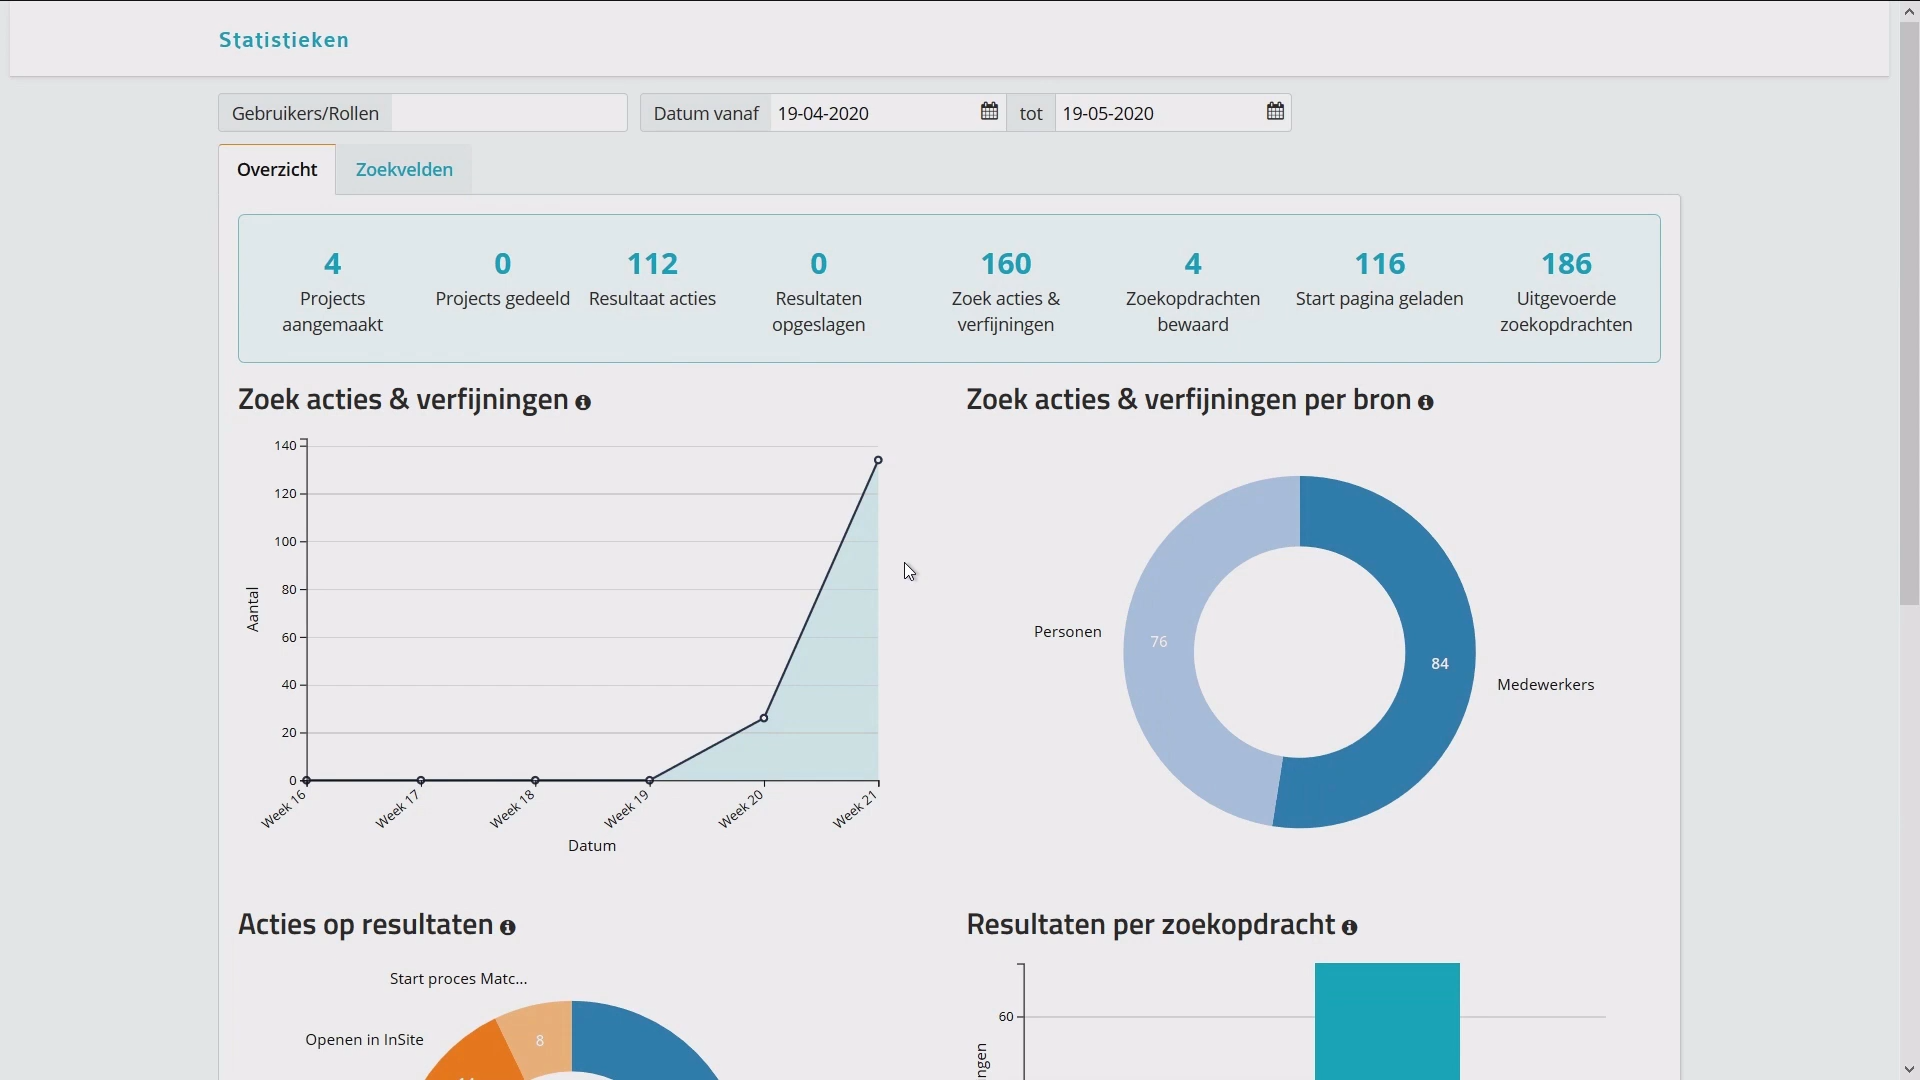 Statistieken
Gebruikers/Rollen
Datum vanaf 19-04-2020 tot 19-05-2020
Overzicht Zoekvelden
4 0 112 0 160 4 116 186
Projects aangemaakt
Projects gedeeld
Resultaat acties
Resultaten opgeslagen
Zoek acties & verfijningen
Zoekopdrachten bewaard
Start pagina geladen
Uitgevoerde zoekopdrachten
Zoek acties & verfijningen
140
120
100
80
60
40
20
0
Aantal
Week 16 Week 17 Week 18 Week 19 Week 20 Week 21
Datum
Zoek acties & verfijningen per bron
Personen
76
84
Medewerkers
Acties op resultaten
Start proces Matc...
Openen in InSite
8
Resultaten per zoekopdracht
60